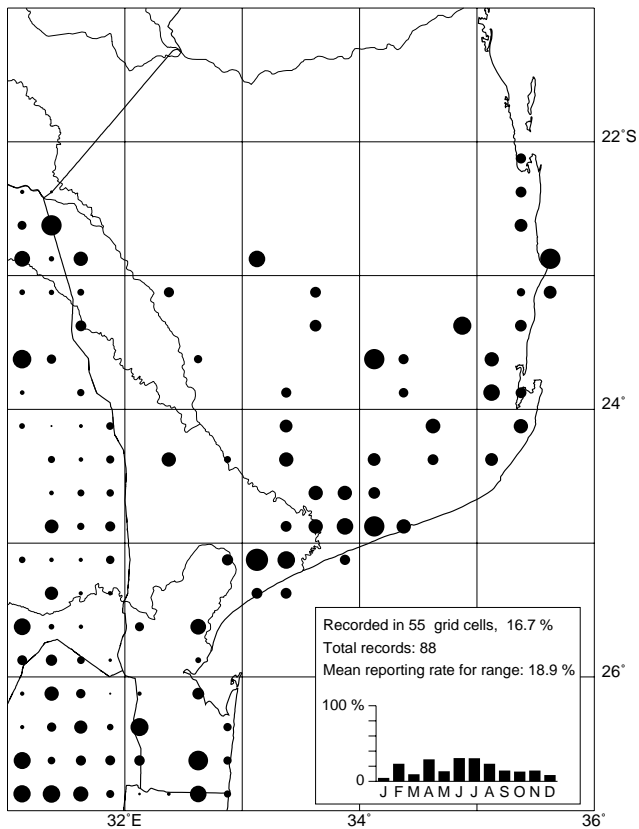 22°S
24°
Recorded in 55 grid cells, 16.7 %
Total records: 88
Mean reporting rate for range: 18.9 %
26°
100 %
0
J F M A M J J A S O N D
32°E
34°
36°